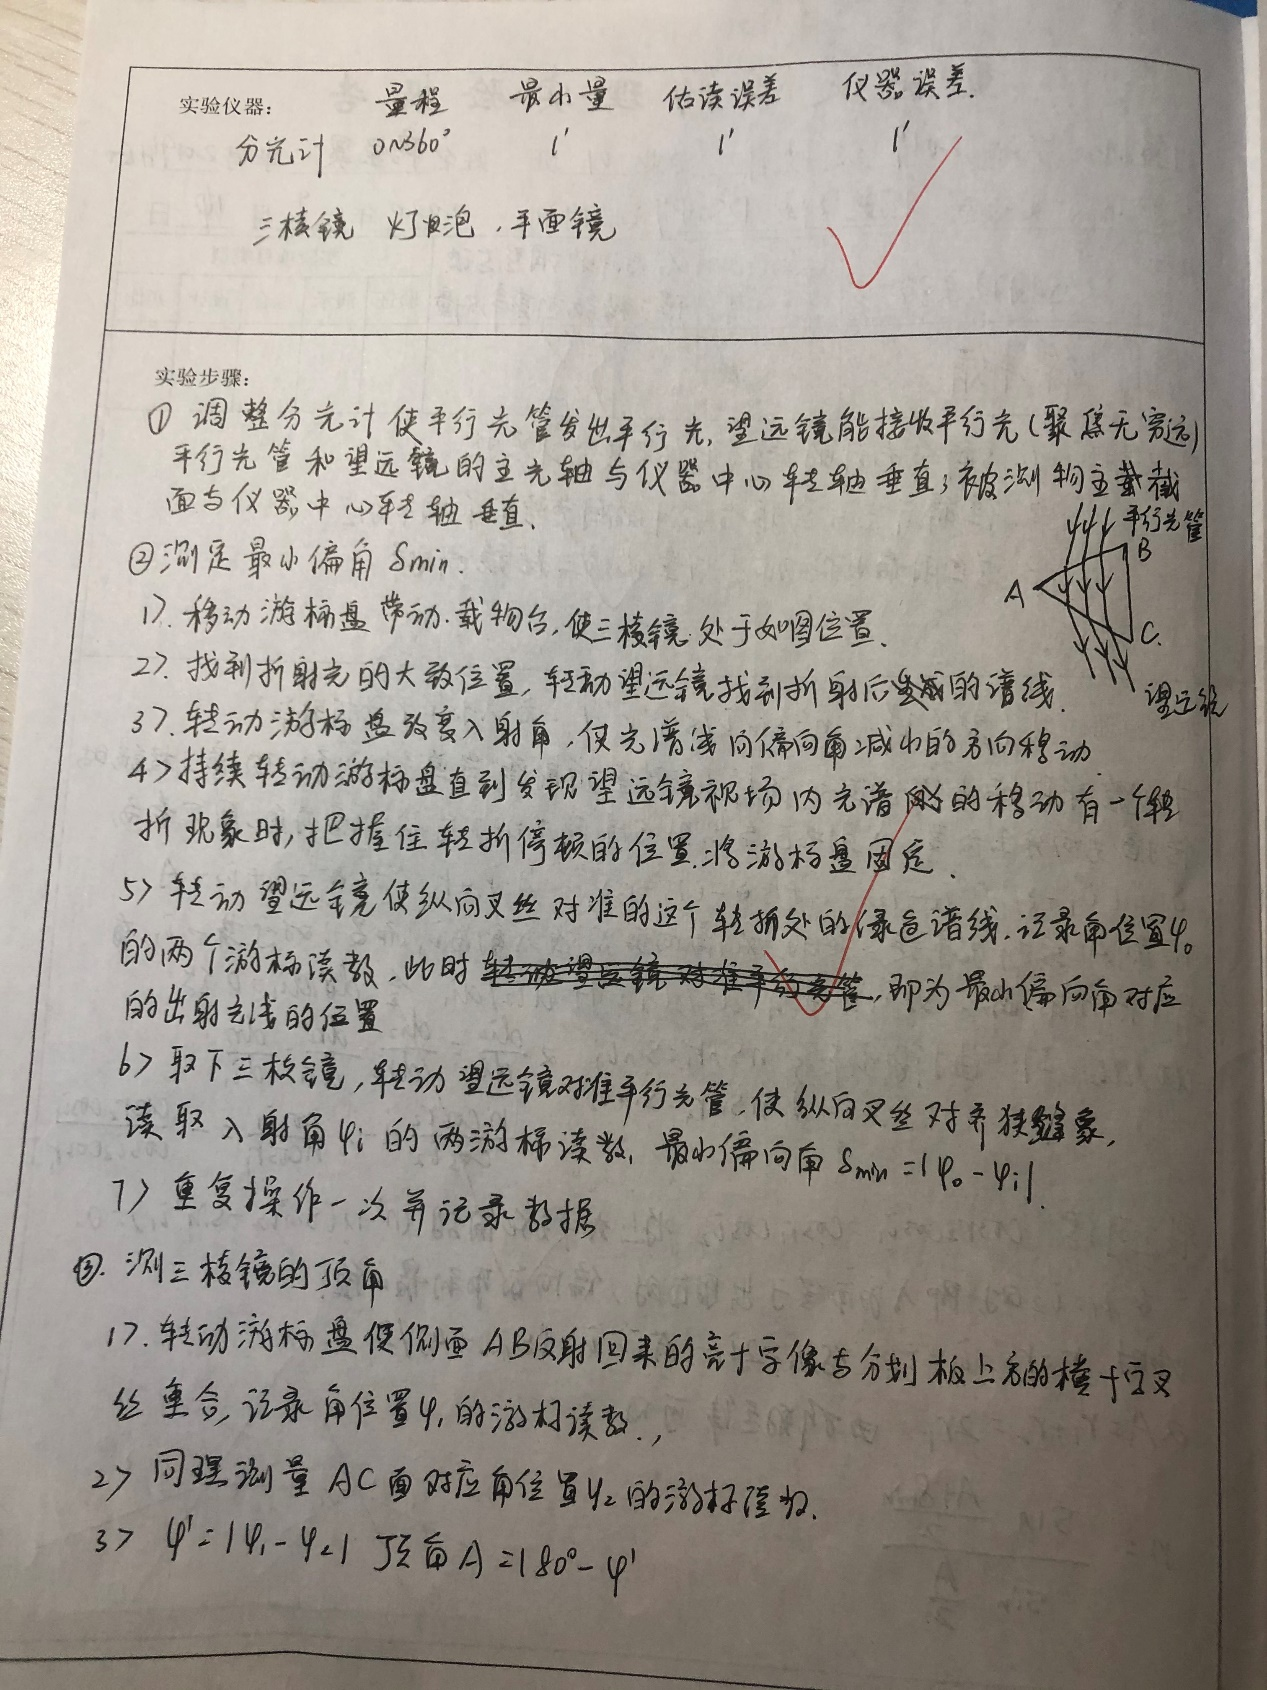 实验仪器: 量程 最小量 估读误差 仪器误差.
分光计 0~360° 1' 1' 1'
三棱镜 灯泡, 平面镜
实验步骤:
① 调整分光计使平行光管发出平行光, 望远镜能接收平行光(聚焦无穷远)
平行光管和望远镜的主光轴与仪器中心转轴垂直; 被测物主截
面与仪器中心转轴垂直.
平行光管
② 测定最小偏角 δmin.
B
A
C.
1>. 移动游标盘带动.载物台, 使三棱镜处于如图位置.
2>. 找到折射光的大致位置, 转动望远镜找到折射后的谱线.
望远镜
3>. 转动游标盘改变入射角, 使光谱线向偏向角减小的方向移动.
4> 持续转动游标盘直到发现望远镜视场内光谱的移动有一个转
折现象时, 把握住转折停顿的位置. 将游标盘固定.
5> 转动望远镜使纵向叉丝对准的这个转折处的绿色谱线. 记录角位置φ₀
的两个游标读数, 此时, 即为最小偏向角对应
的出射光线的位置
6> 取下三棱镜, 转动望远镜对准平行光管, 使纵向叉丝对齐狭缝象,
读取入射角φi的两游标读数, 最小偏向角 δmin = |φ₀ - φi|.
7> 重复操作一次并记录数据
③. 测三棱镜的顶角
1>. 转动游标盘使侧面AB反射回来的亮十字像与分划板上方的横十字叉
丝重合, 记录角位置φ₁的游标读数.,
2> 同理测量AC面对应角位置φ₂的游标读数.
3> φ' = |φ₁ - φ₂| 顶角A = 180° - φ'